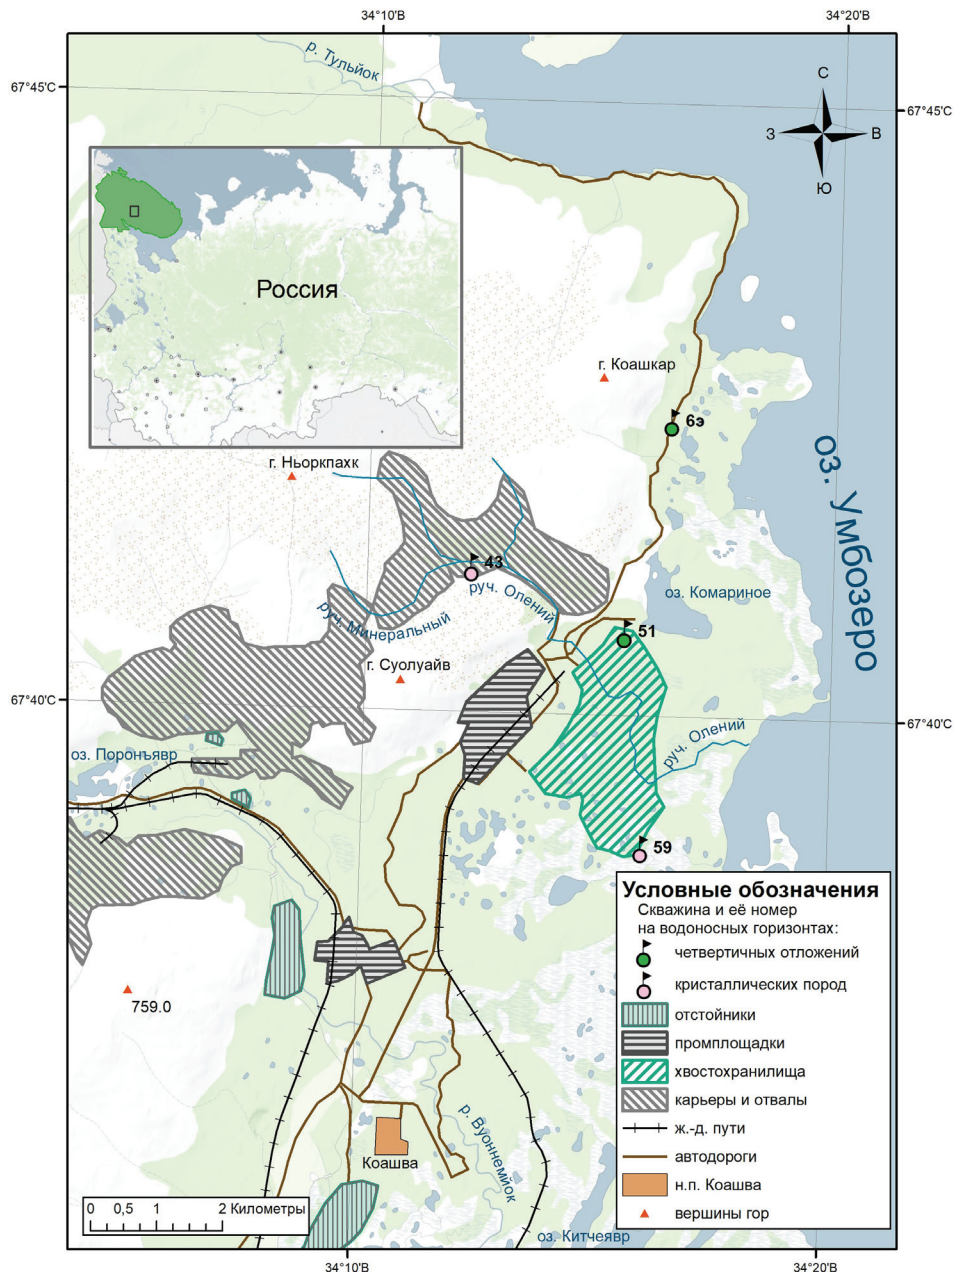 34°10'В
34°20'В
р. Тульйок
67°45'С
67°45'С
С
З
В
Ю
Россия
г. Коашкар
6э
г. Ньоркпахк
оз. Умбозеро
43
руч. Олений
оз. Комариное
руч. Минеральный
51
г. Суолуайв
67°40'С
67°40'С
руч. Олений
оз. Поронъявр
59
Условные обозначения
Скважина и её номер
на водоносных горизонтах:
четвертичных отложений
кристаллических пород
759.0
отстойники
промплощадки
хвостохранилища
карьеры и отвалы
ж.-д. пути
р. Вуоннемйок
автодороги
Коашва
н.п. Коашва
вершины гор
0 0,5 1 2 Километры
оз. Китчеявр
34°10'В
34°20'В